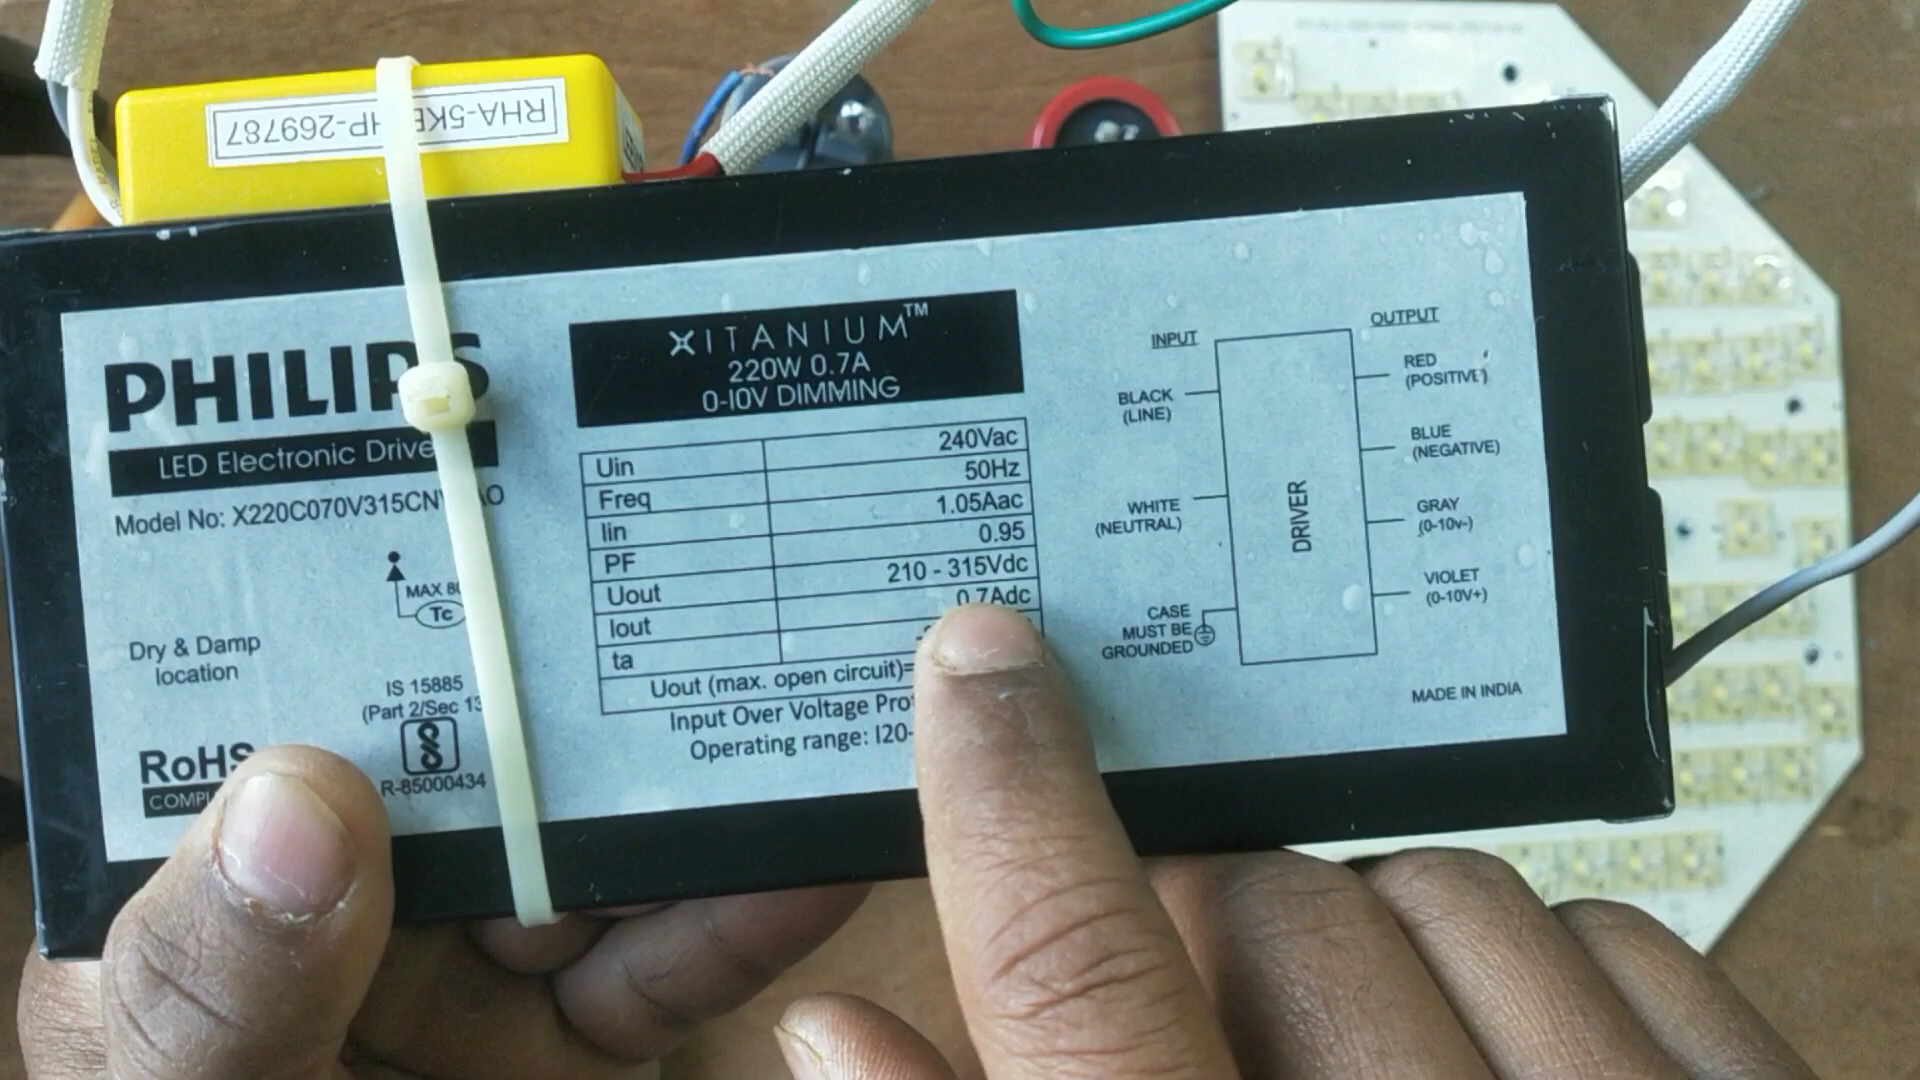 RHA-5KE HP-269787
PHILIPS
LED Electronic Drive
Model No: X220C070V315CN
MAX 8
Tc
Dry & Damp
location
IS 15885
(Part 2/Sec 13
R-85000434
RoHS
XITANIUM™
220W 0.7A
0-10V DIMMING
Uin 240Vac
Freq 50Hz
Iin 1.05Aac
PF 0.95
Uout 210 - 315Vdc
Iout 0.7Adc
ta
Uout (max. open circuit)=
Input Over Voltage
Operating range:
INPUT
BLACK
(LINE)
WHITE
(NEUTRAL)
CASE
MUST BE
GROUNDED
DRIVER
OUTPUT
RED
(POSITIVE)
BLUE
(NEGATIVE)
GRAY
(0-10v-)
VIOLET
(0-10V+)
MADE IN INDIA